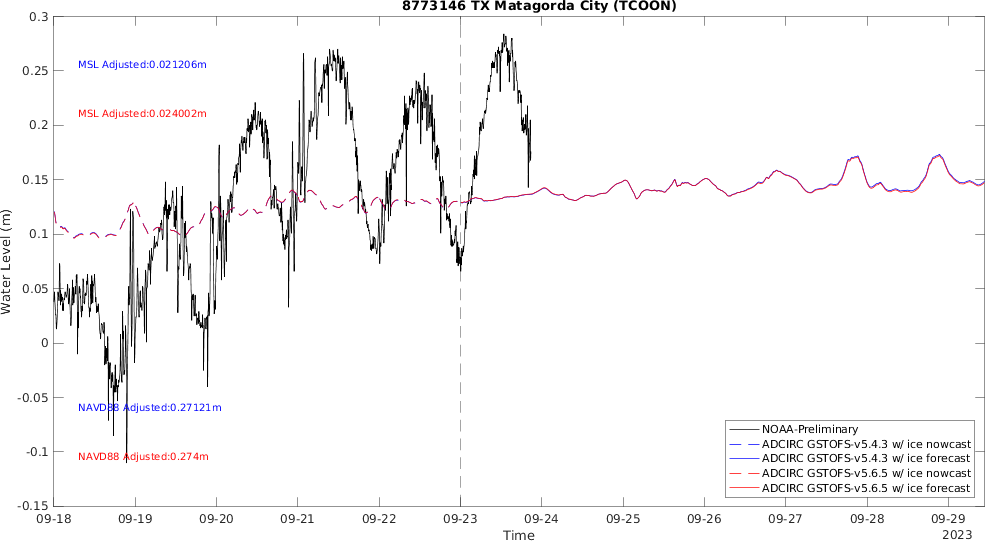 8773146 TX Matagorda City (TCOON)
0.3
0.25
0.2
0.15
0.1
0.05
0
-0.05
-0.1
-0.15
Water Level (m)
MSL Adjusted:0.021206m
MSL Adjusted:0.024002m
NAVD88 Adjusted:0.27121m
NAVD88 Adjusted:0.274m
NOAA-Preliminary
ADCIRC GSTOFS-v5.4.3 w/ ice nowcast
ADCIRC GSTOFS-v5.4.3 w/ ice forecast
ADCIRC GSTOFS-v5.6.5 w/ ice nowcast
ADCIRC GSTOFS-v5.6.5 w/ ice forecast
09-18 09-19 09-20 09-21 09-22 09-23 09-24 09-25 09-26 09-27 09-28 09-29
Time
2023